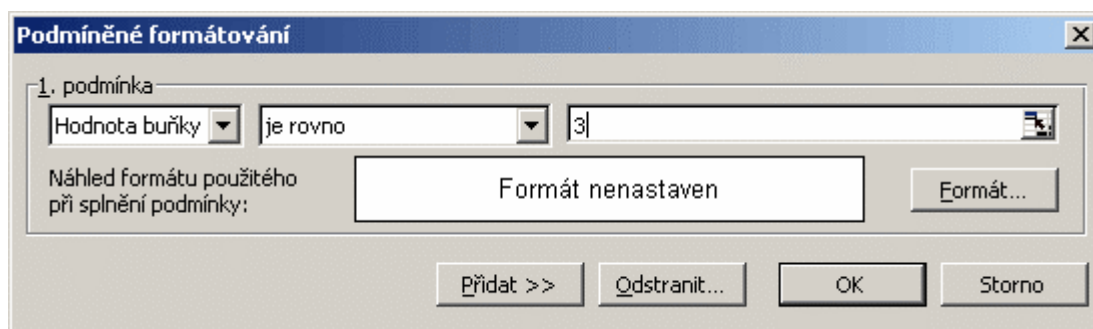 Podmíněné formátování
1. podmínka
Hodnota buňky je rovno 3
Náhled formátu použitého
při splnění podmínky:
Formát nenastaven
Formát...
Přidat >> Odstranit... OK Storno